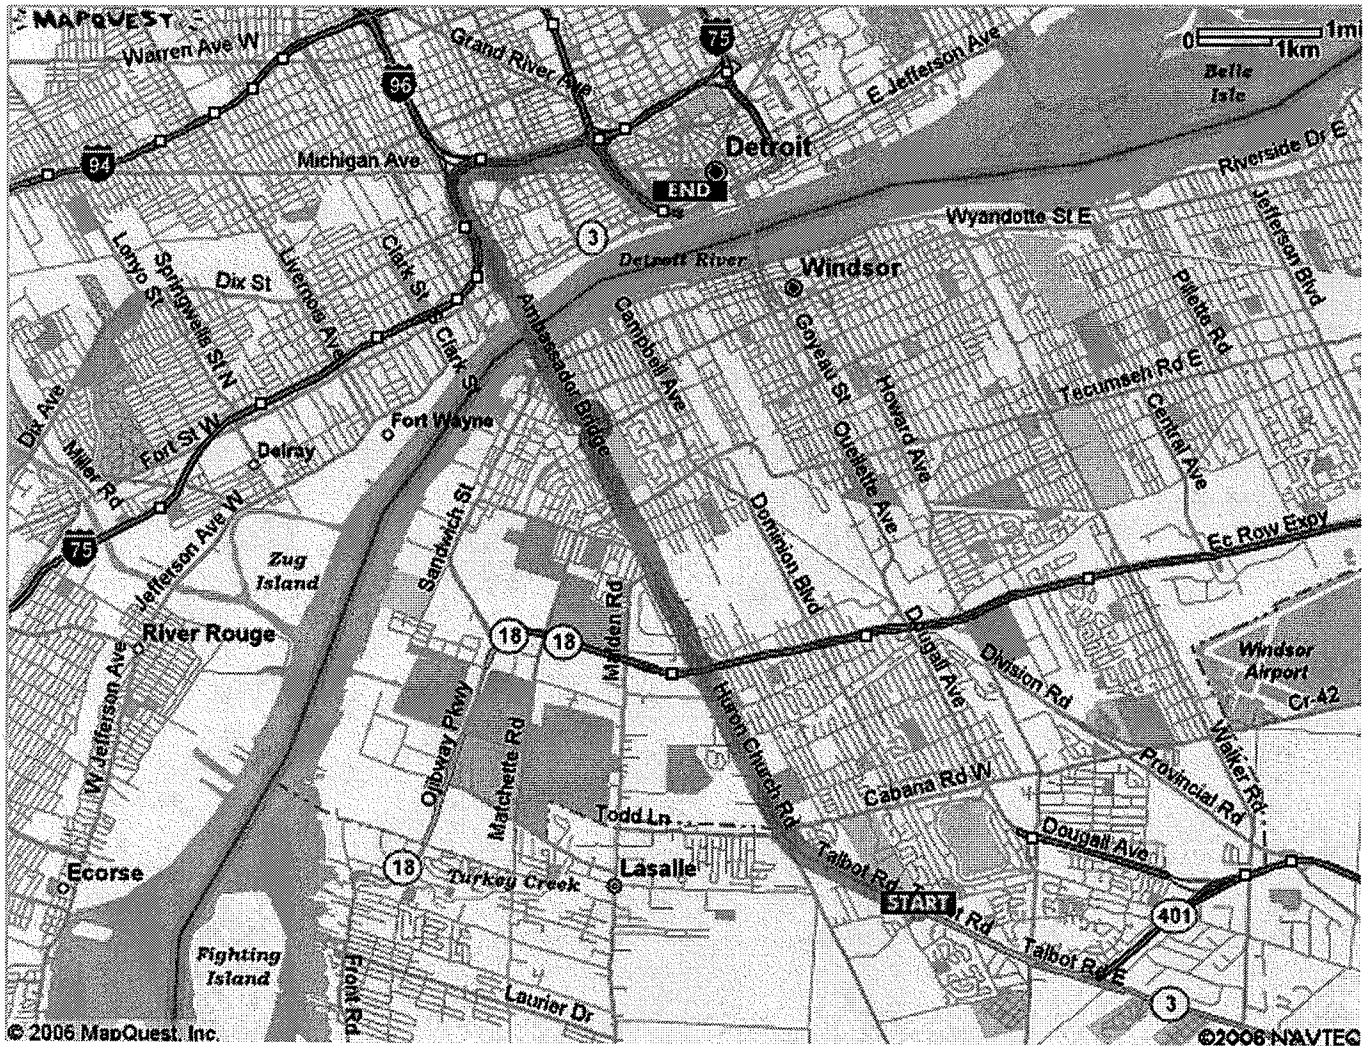 MAPQUEST
Warren Ave W
Grand River Ave
75
E Jefferson Ave
0 1mi
1km
Belle
Isle
96
94
Michigan Ave
Detroit
END
Riverside Dr E
Wyandotte St E
Jefferson Blvd
3
Detroit River
Windsor
Lonyo St
Springwells St N
Dix St
Livernois Ave
Clark St
S Clark St
Ambassador Bridge
Campbell Ave
Goyeau St
Ouellette Ave
Howard Ave
Pillette Rd
Tecumseh Rd E
Central Ave
Dix Ave
Miller Rd
Fort St W
Delray
Fort Wayne
75
Jefferson Ave W
Zug
Island
Sandwich St
Malden Rd
Dominion Blvd
Ec Row Expy
River Rouge
18
18
Dougall Ave
Division Rd
Windsor
Airport
Cr-42
W Jefferson Ave
Ojibway Pkwy
Machette Rd
Huron Church Rd
Cabana Rd W
Provincial Rd
Walker Rd
Todd Ln
Dougall Ave
Ecorse
18
Turkey Creek
Lasalle
Talbot Rd
START
Talbot Rd
401
Talbot Rd E
3
Fighting
Island
Front Rd
Laurier Dr
© 2006 MapQuest, Inc.
©2006 NAVTEQ